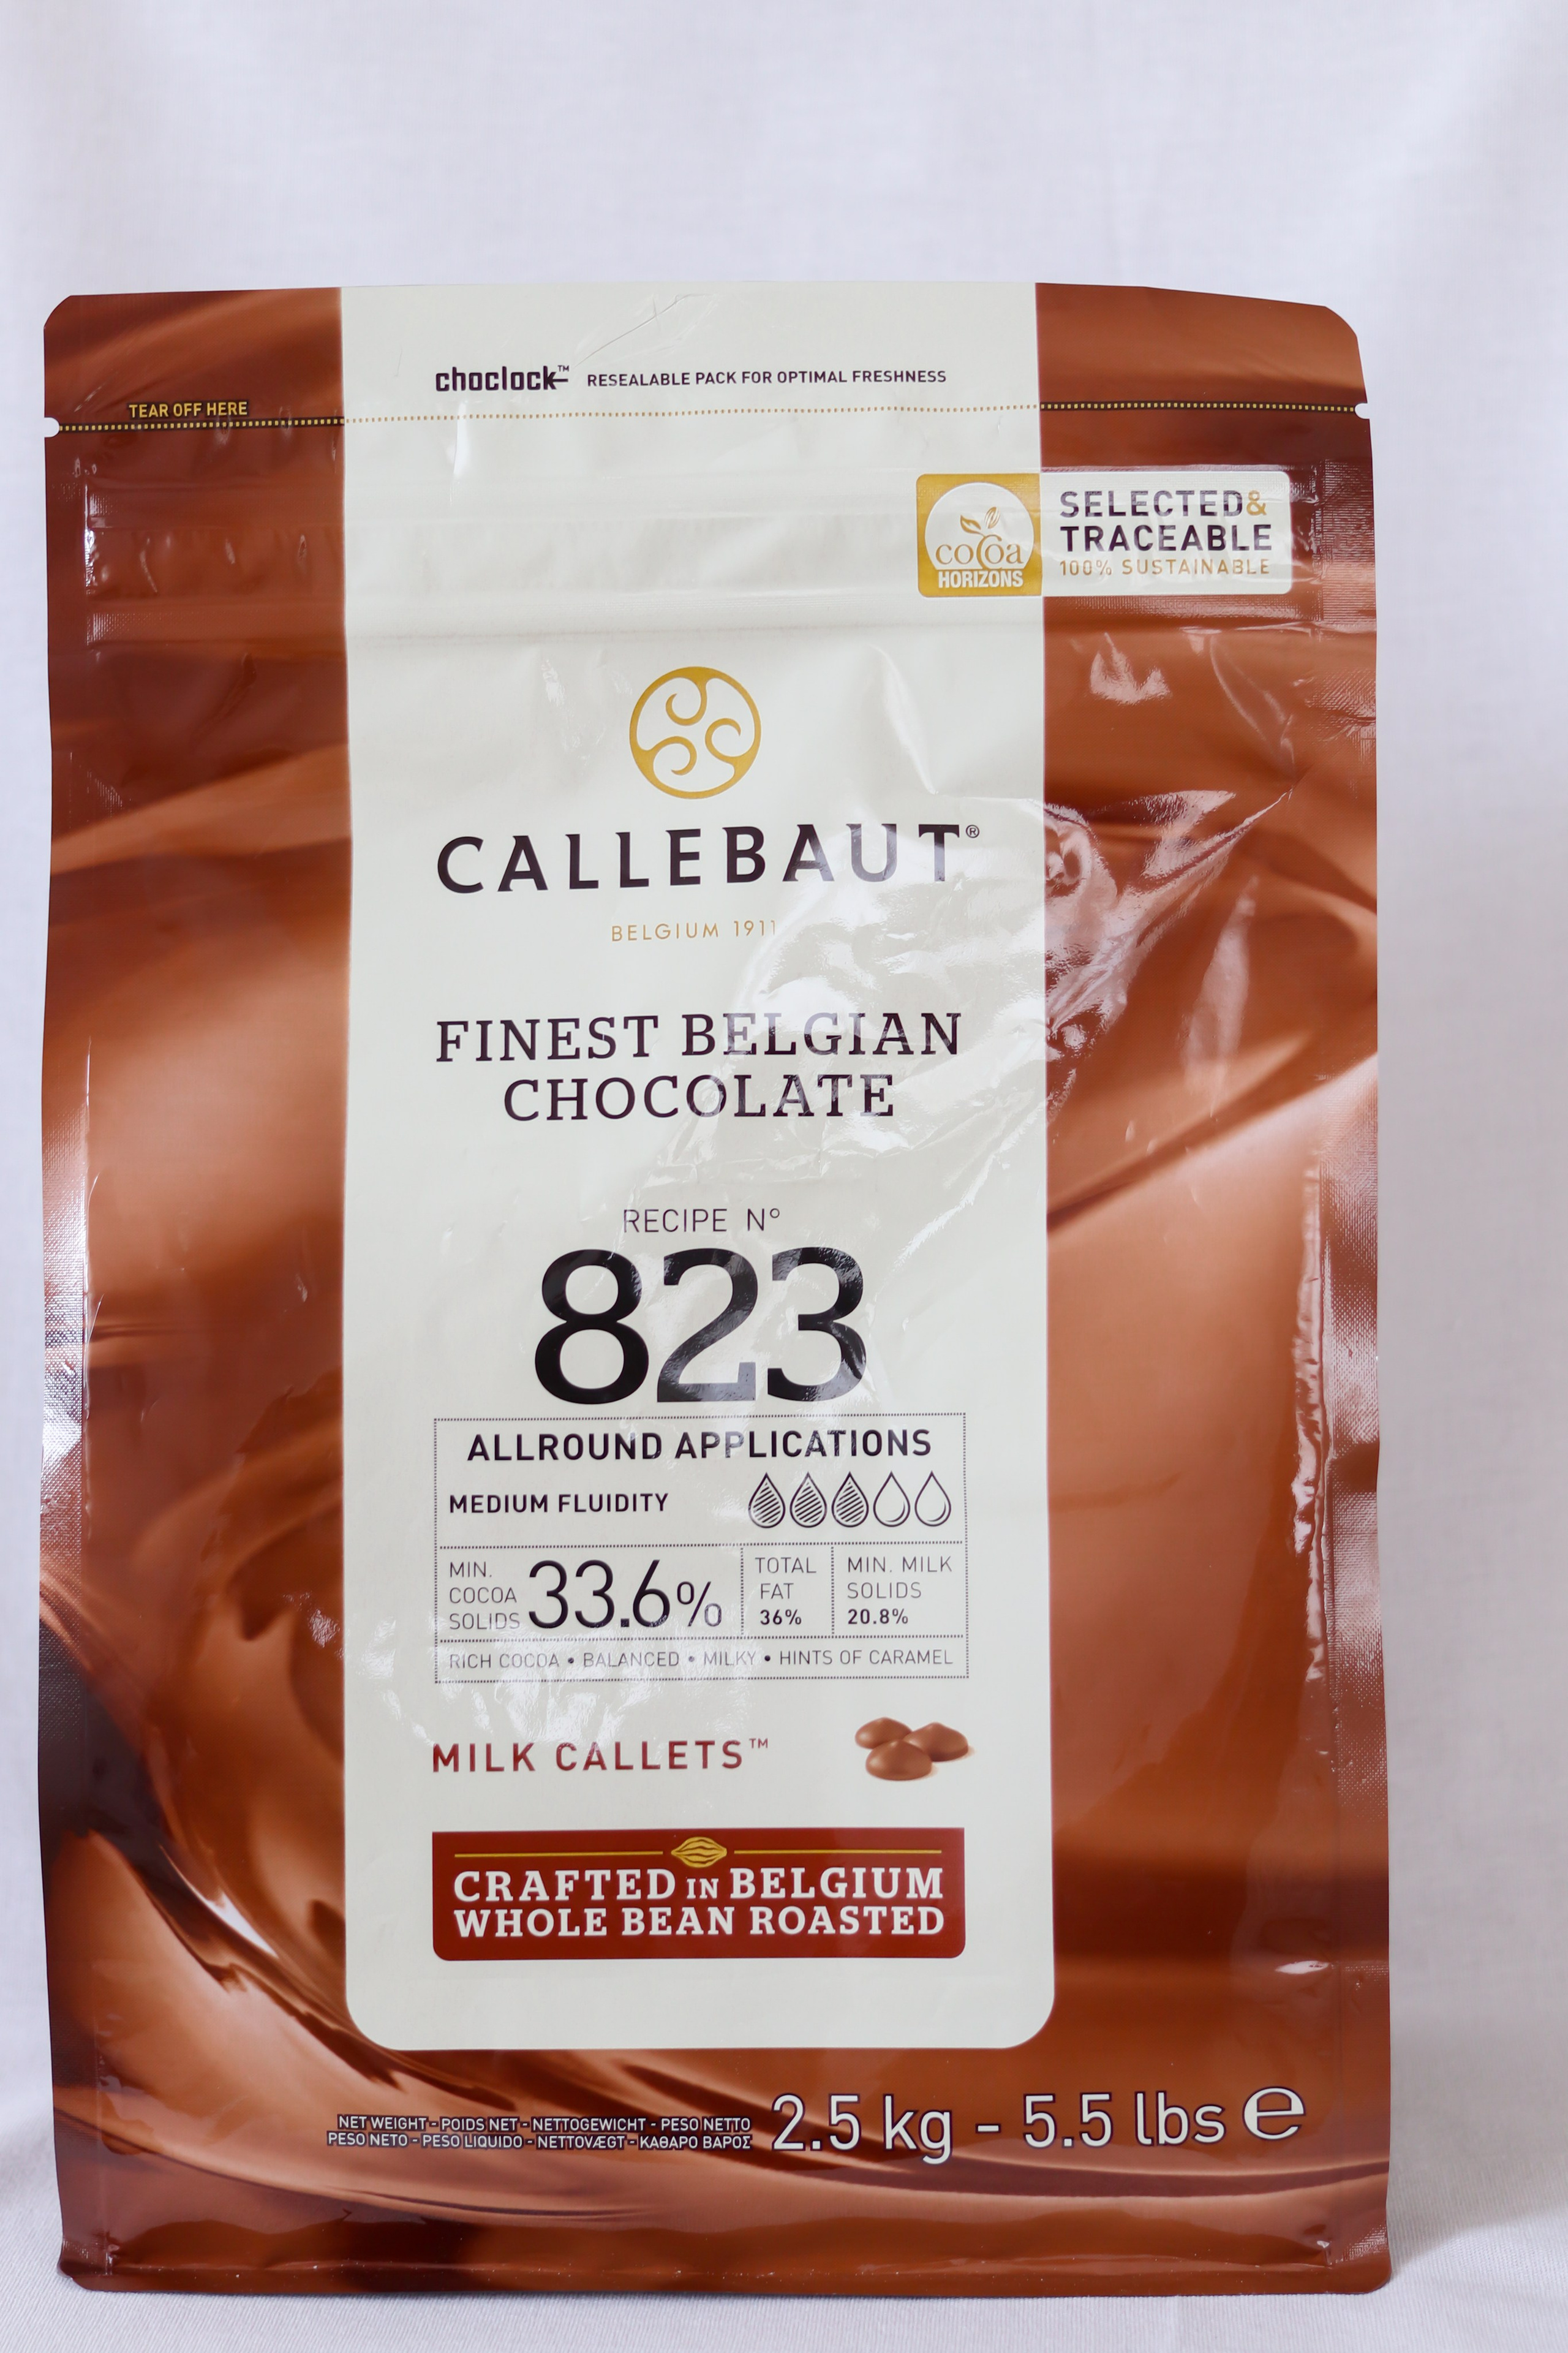 choclock™ RESEALABLE PACK FOR OPTIMAL FRESHNESS
TEAR OFF HERE
cocoa
HORIZONS
SELECTED&
TRACEABLE
100% SUSTAINABLE
CALLEBAUT®
BELGIUM 1911
FINEST BELGIAN
CHOCOLATE
RECIPE N°
823
ALLROUND APPLICATIONS
MEDIUM FLUIDITY
MIN.
COCOA
SOLIDS
33.6%
TOTAL
FAT
36%
MIN. MILK
SOLIDS
20.8%
RICH COCOA • BALANCED • MILKY • HINTS OF CARAMEL
MILK CALLETS™
CRAFTED IN BELGIUM
WHOLE BEAN ROASTED
NET WEIGHT - POIDS NET - NETTOGEWICHT - PESO NETTO
PESO NETO - PESO LIQUIDO - NETTOVÆGT - ΚΑΘΑΡΟ ΒΑΡΟΣ
2.5 kg - 5.5 lbs ℮